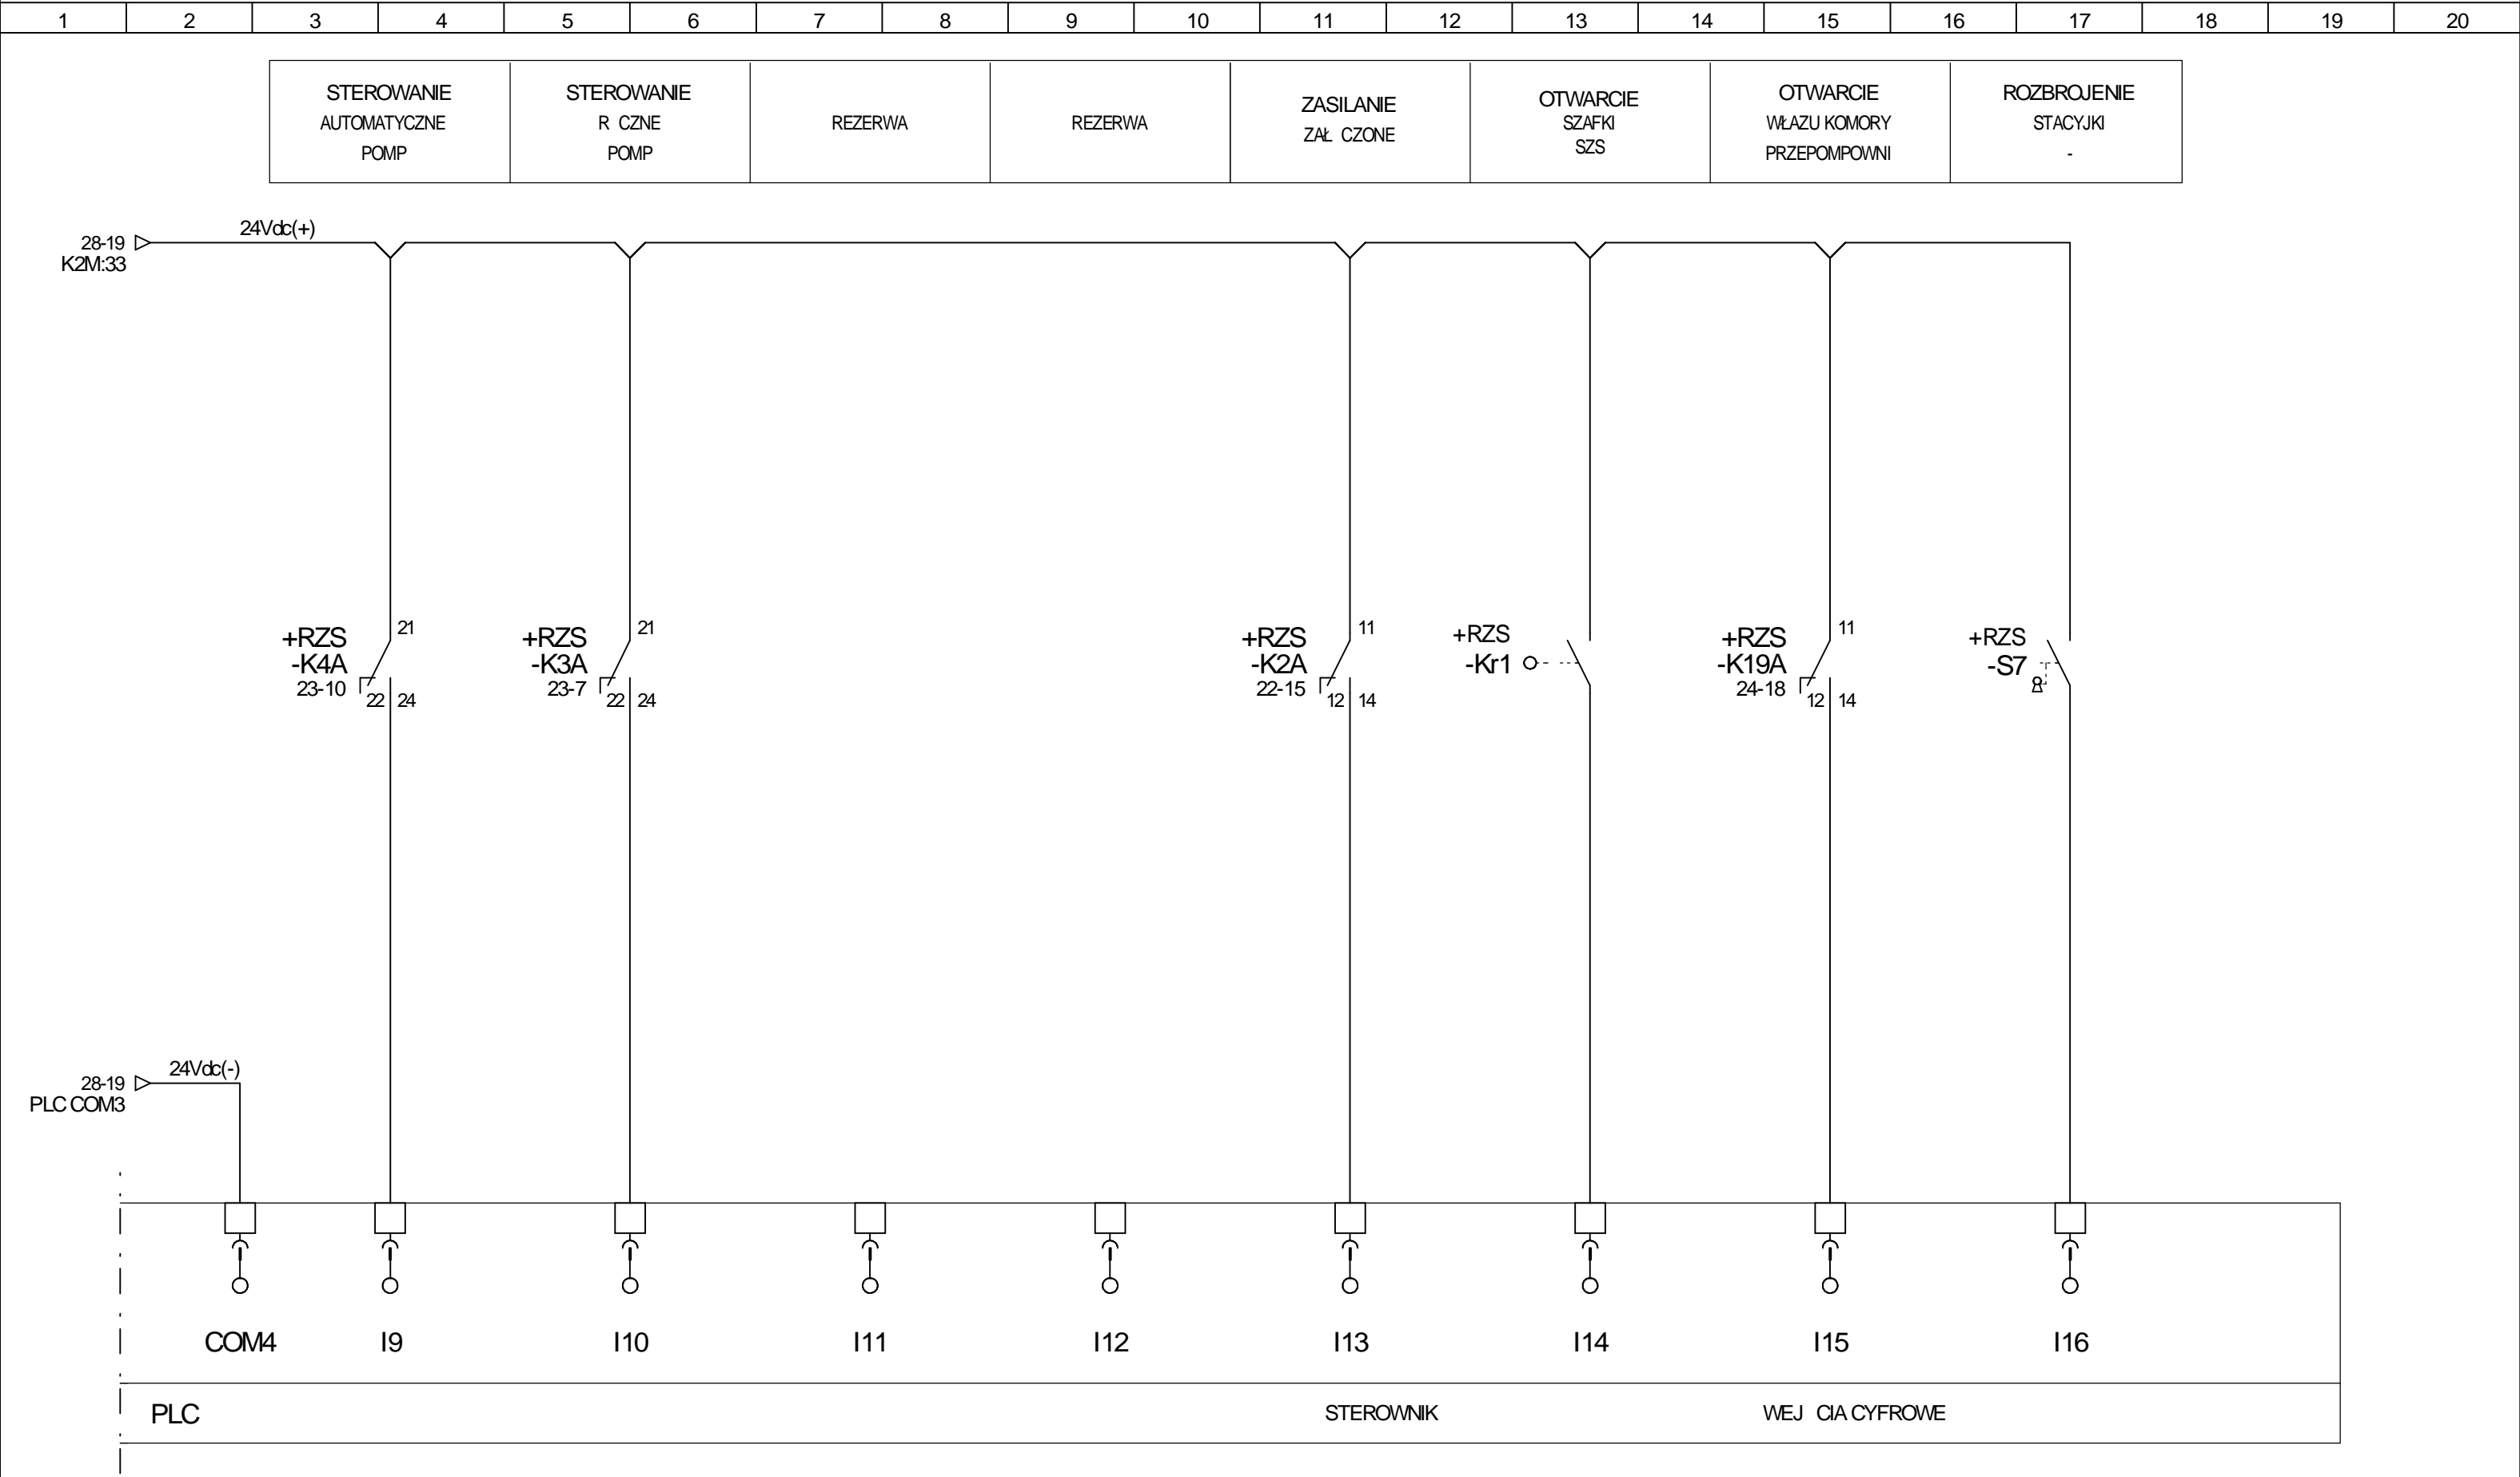 1 2 3 4 5 6 7 8 9 10 11 12 13 14 15 16 17 18 19 20
STEROWANIE
AUTOMATYCZNE
POMP
STEROWANIE
R CZNE
POMP
REZERWA
REZERWA
ZASILANIE
ZAŁ CZONE
OTWARCIE
SZAFKI
SZS
OTWARCIE
WŁAZU KOMORY
PRZEPOMPOWNI
ROZBROJENIE
STACYJKI
-
24Vdc(+)
28-19
K2M:33
+RZS
-K4A
23-10
21
22 24
+RZS
-K3A
23-7
21
22 24
+RZS
-K2A
22-15
11
12 14
+RZS
-Kr1
+RZS
-K19A
24-18
11
12 14
+RZS
-S7
24Vdc(-)
28-19
PLC COM3
COM4 I9 I10 I11 I12 I13 I14 I15 I16
PLC STEROWNIK WEJ CIA CYFROWE